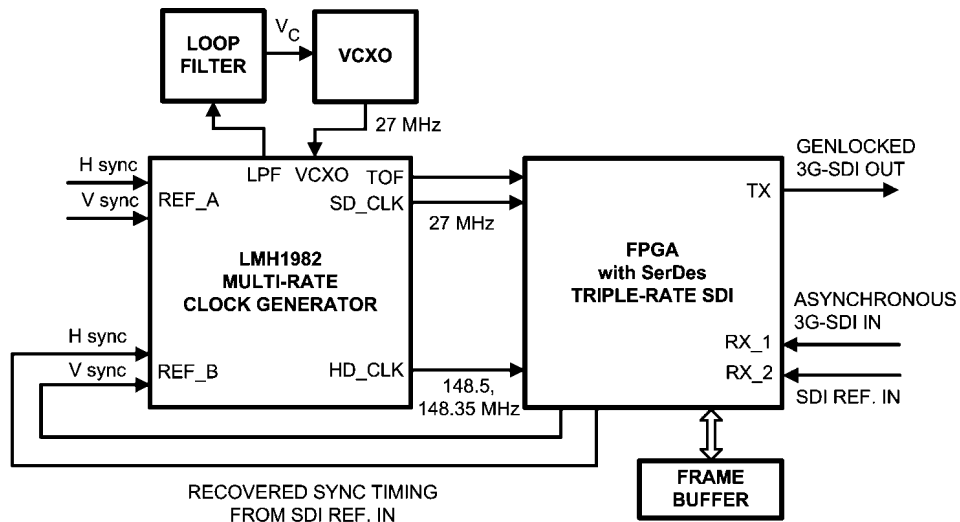 LOOP
FILTER
VC
VCXO
27 MHz
H sync
V sync
REF_A
LPF
VCXO
TOF
SD_CLK
27 MHz
LMH1982
MULTI-RATE
CLOCK GENERATOR
H sync
V sync
REF_B
HD_CLK
148.5,
148.35 MHz
FPGA
with SerDes
TRIPLE-RATE SDI
TX
GENLOCKED
3G-SDI OUT
ASYNCHRONOUS
3G-SDI IN
RX_1
RX_2
SDI REF. IN
FRAME
BUFFER
RECOVERED SYNC TIMING
FROM SDI REF. IN